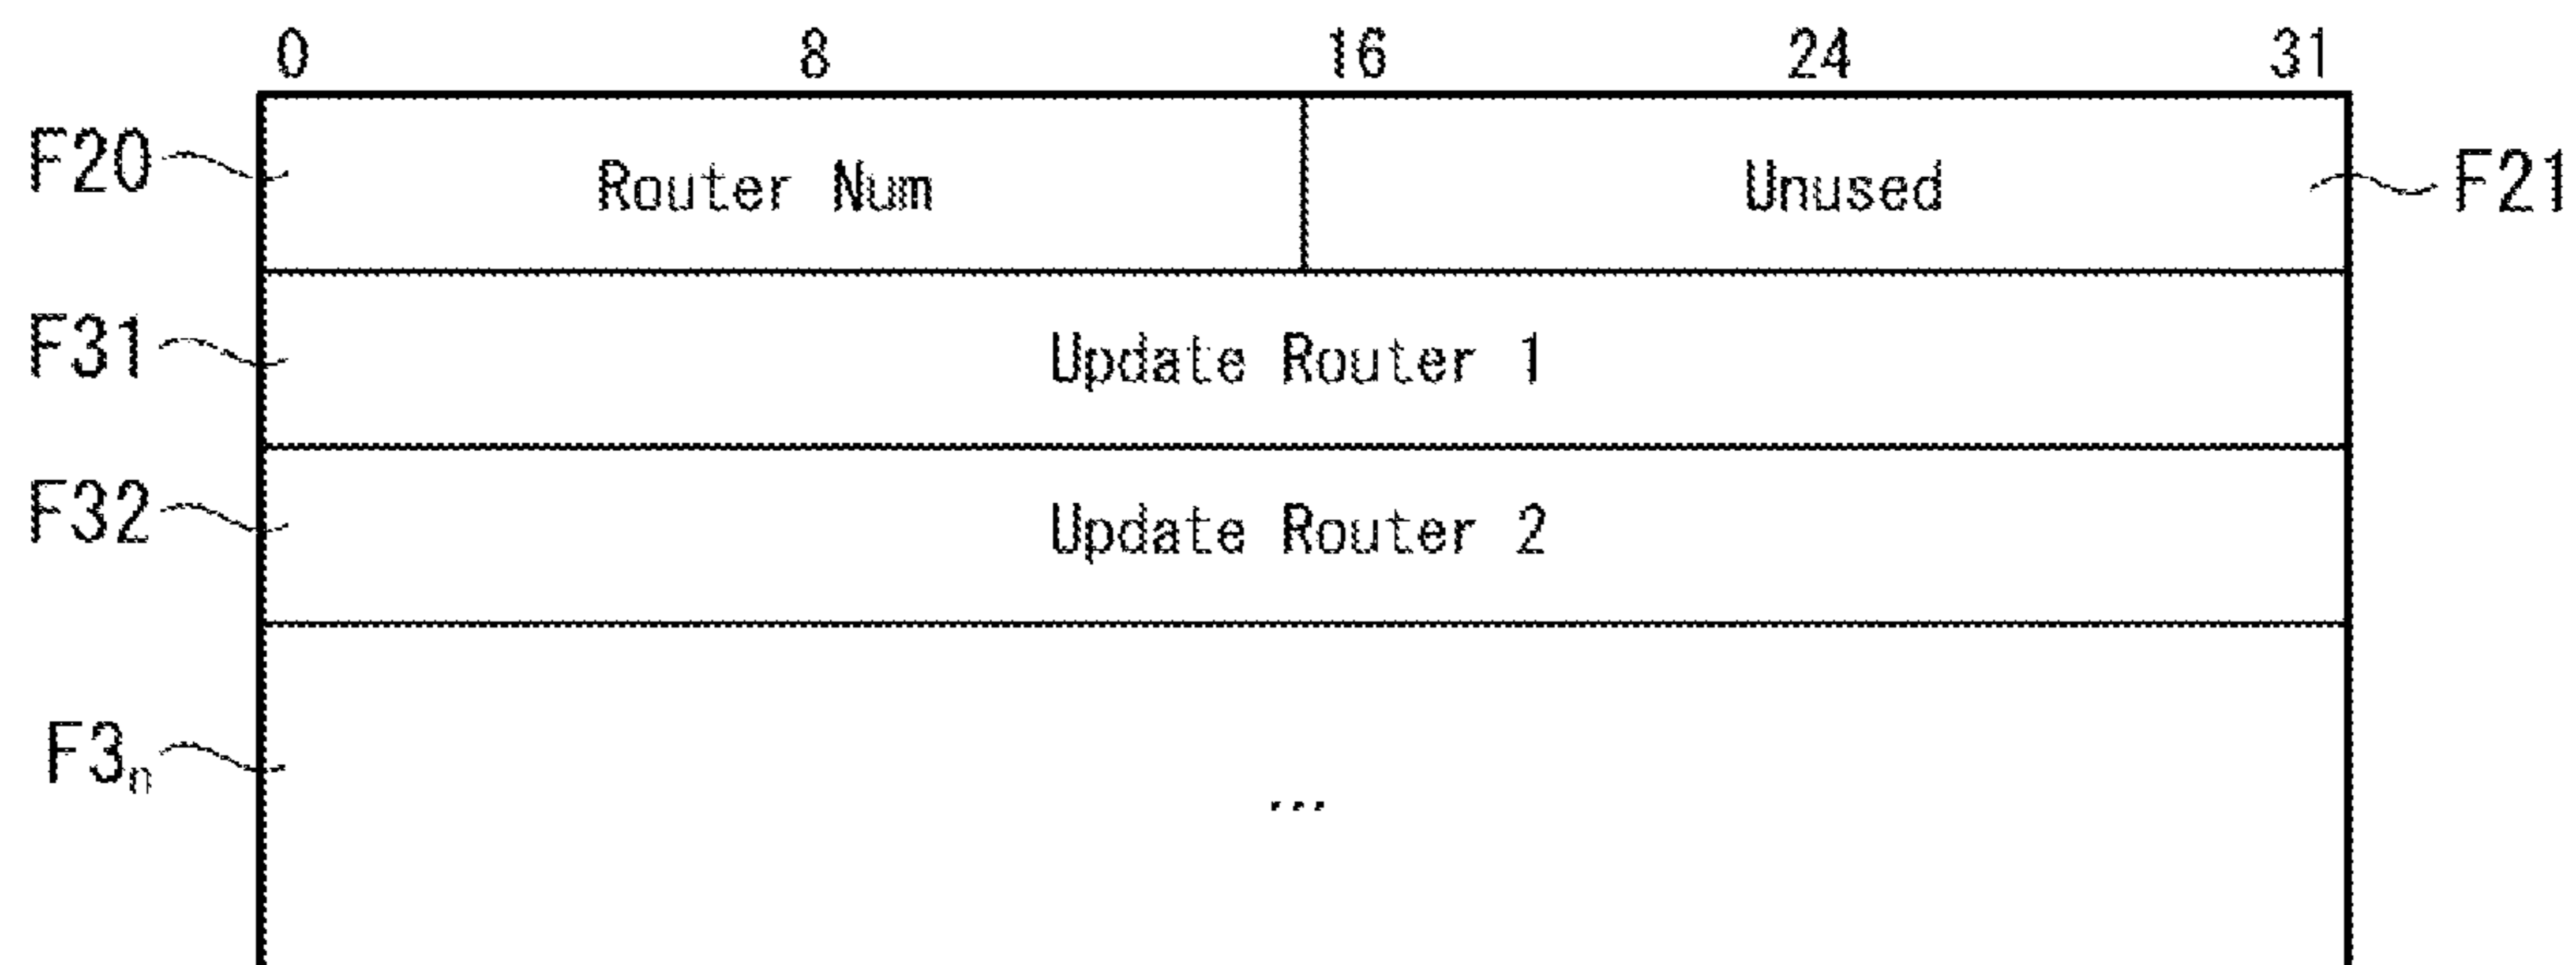 0 8 16 24 31
F20 Router Num Unused F21
F31 Update Router 1
F32 Update Router 2
F3n ...